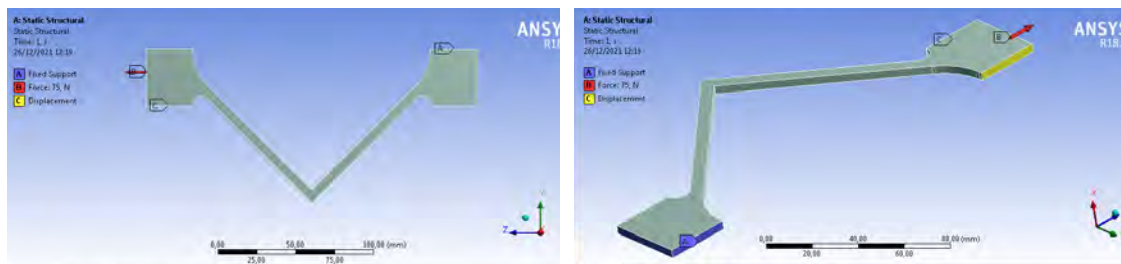 A: Static Structural
Static Structural
Time: 1, s
26/12/2021 12:19
A Fixed Support
B Force: 75, N
C Displacement
ANSYS
R18
B
C
A
Y
Z
0,00 50,00 100,00 (mm)
25,00 75,00
A: Static Structural
Static Structural
Time: 1, s
26/12/2021 12:19
A Fixed Support
B Force: 75, N
C Displacement
ANSYS
R18
C
B
A
X
0,00 40,00 80,00 (mm)
20,00 60,00